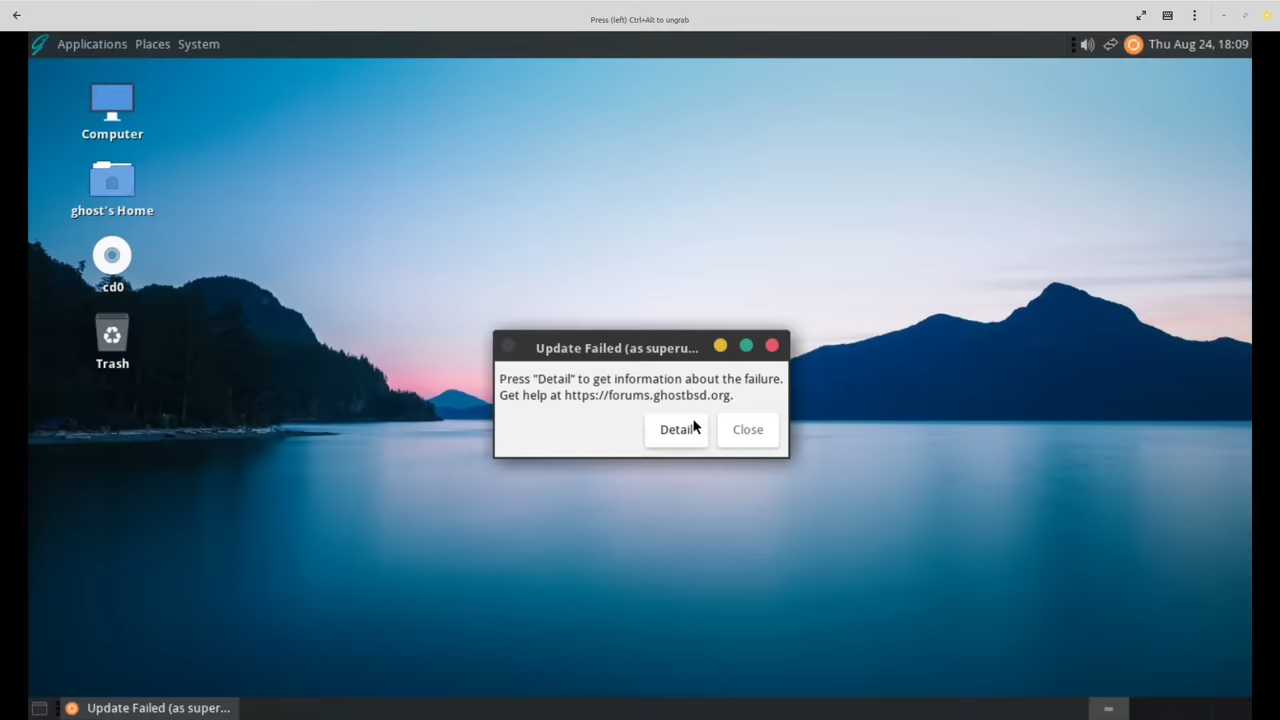 Press (left) Ctrl+Alt to ungrab
Applications Places System
Thu Aug 24, 18:09
Computer
ghost's Home
cd0
Trash
Update Failed (as superu...
Press "Detail" to get information about the failure.
Get help at https://forums.ghostbsd.org.
Detail
Close
Update Failed (as super...